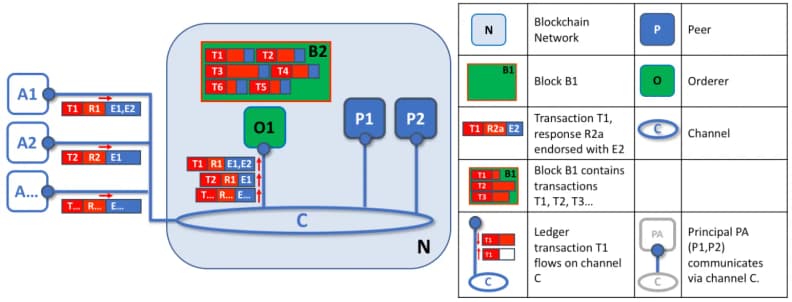 A1
T1 R1 E1,E2
A2
T2 R2 E1
A...
T... R... E...
B2
T1 T2
T3 T4
T6 T5
O1
P1
P2
T1 R1 E1,E2
T2 R1 E1
T... R... E...
C
N
N
Blockchain
Network
P
Peer
B1
Block B1
O
Orderer
T1 R2a E2
Transaction T1,
response R2a
endorsed with E2
C
Channel
T1 B1
T2
T3
Block B1 contains
transactions
T1, T2, T3...
T1
T1
C
Ledger
transaction T1
flows on channel
C
PA
C
Principal PA
(P1,P2)
communicates
via channel C.